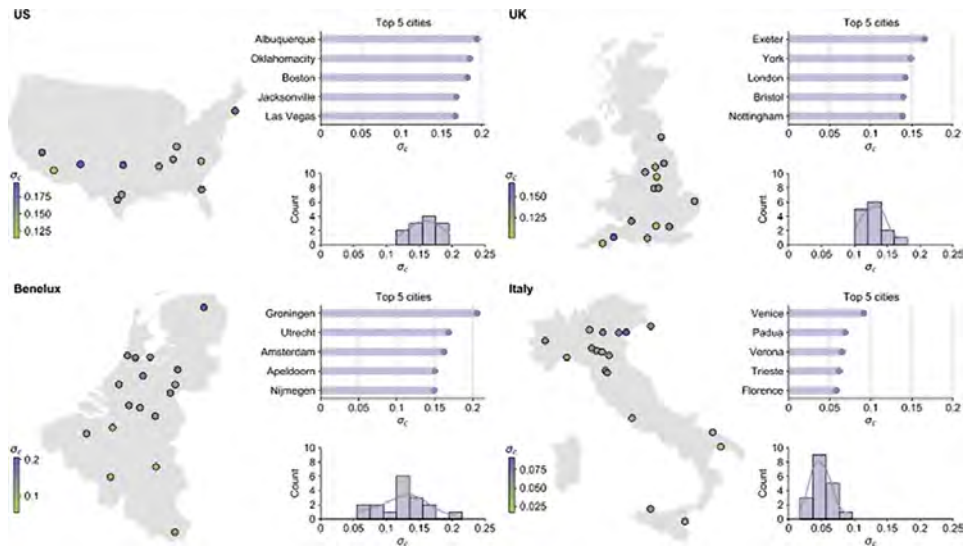 US
Top 5 cities
Albuquerque
Oklahomacity
Boston
Jacksonville
Las Vegas
0 0.05 0.1 0.15 0.2
σc
σc
0.175
0.150
0.125
Count
10
8
6
4
2
0
0 0.05 0.1 0.15 0.2 0.25
σc
UK
Top 5 cities
Exeter
York
London
Bristol
Nottingham
0 0.05 0.1 0.15 0.2
σc
σc
0.150
0.125
Count
10
8
6
4
2
0
0 0.05 0.1 0.15 0.2 0.25
σc
Benelux
Top 5 cities
Groningen
Utrecht
Amsterdam
Apeldoorn
Nijmegen
0 0.05 0.1 0.15 0.2
σc
σc
0.2
0.1
Count
10
8
6
4
2
0
0 0.05 0.1 0.15 0.2 0.25
σc
Italy
Top 5 cities
Venice
Padua
Verona
Trieste
Florence
0 0.05 0.1 0.15 0.2
σc
σc
0.075
0.050
0.025
Count
10
8
6
4
2
0
0 0.05 0.1 0.15 0.2 0.25
σc